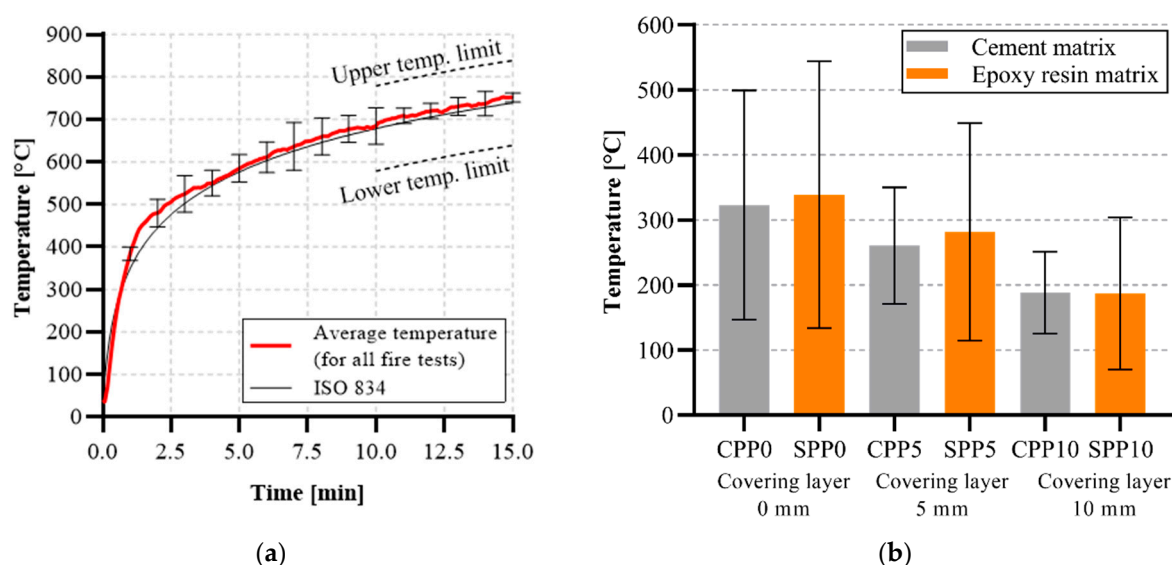 900
800
700
600
500
400
300
200
100
0
Temperature [°C]
Upper temp. limit
Lower temp. limit
Average temperature
(for all fire tests)
ISO 834
0.0 2.5 5.0 7.5 10.0 12.5 15.0
Time [min]
(a)
600
500
400
300
200
100
0
Temperature [°C]
Cement matrix
Epoxy resin matrix
CPP0 SPP0 CPP5 SPP5 CPP10 SPP10
Covering layer Covering layer Covering layer
0 mm 5 mm 10 mm
(b)